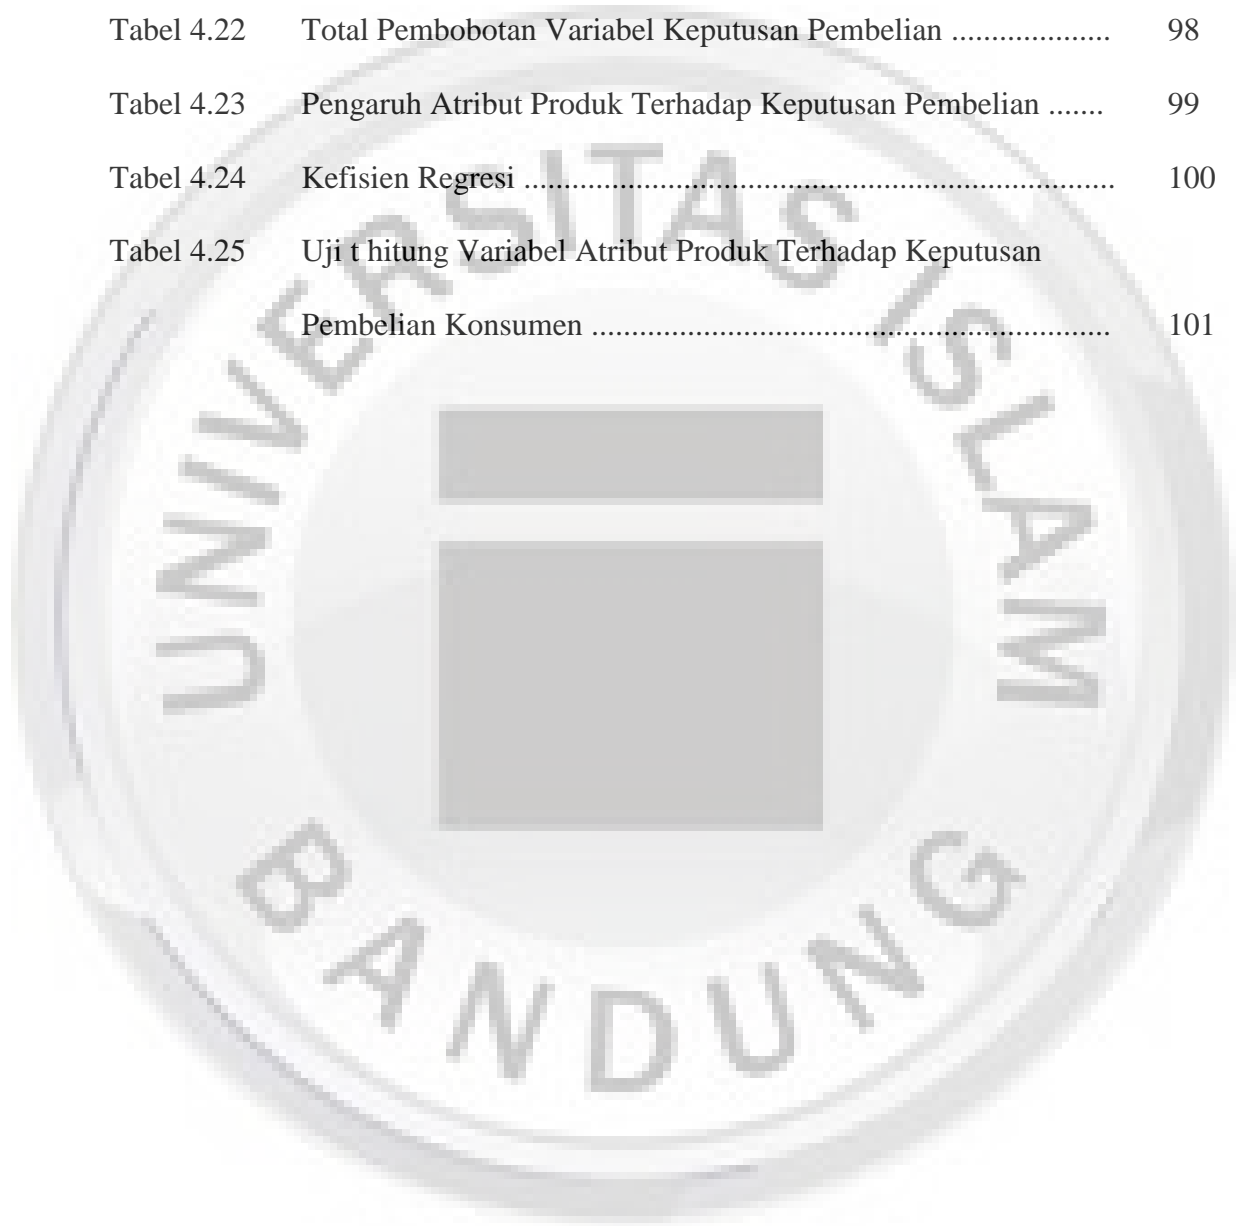 Tabel 4.22 Total Pembobotan Variabel Keputusan Pembelian .................... 98
Tabel 4.23 Pengaruh Atribut Produk Terhadap Keputusan Pembelian ....... 99
Tabel 4.24 Kefisien Regresi .......................................................................... 100
Tabel 4.25 Uji t hitung Variabel Atribut Produk Terhadap Keputusan
Pembelian Konsumen ................................................................. 101
UNIVERSITAS ISLAM
BANDUNG